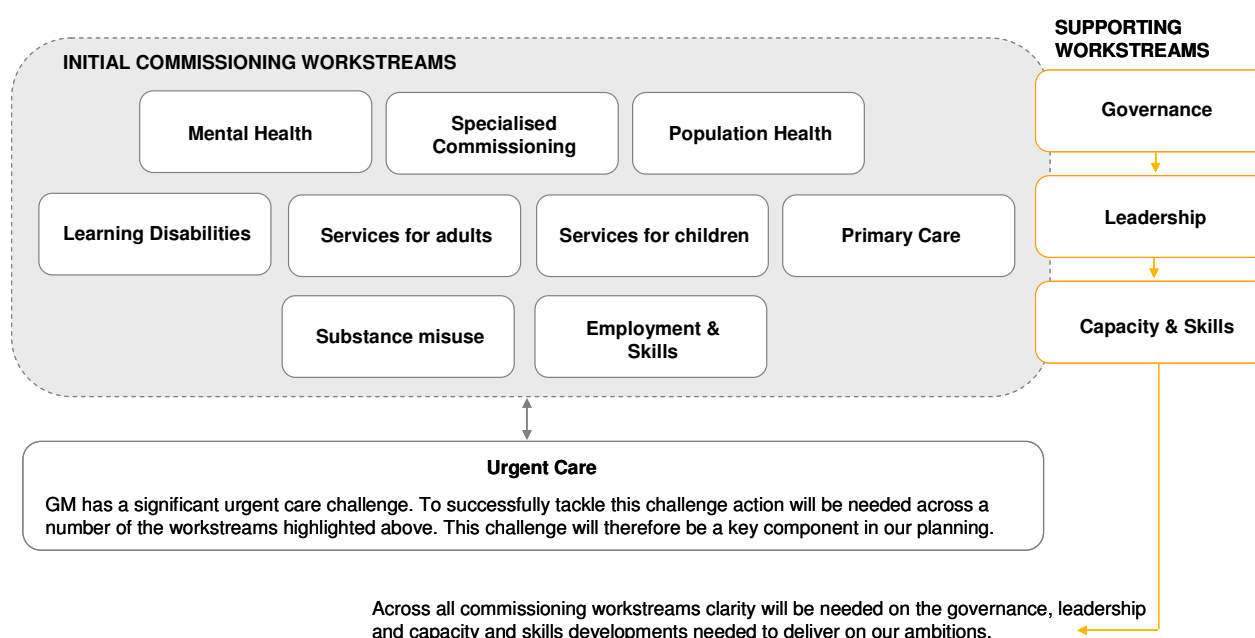 SUPPORTING
WORKSTREAMS
INITIAL COMMISSIONING WORKSTREAMS
Mental Health
Specialised
Commissioning
Population Health
Governance
Learning Disabilities
Services for adults
Services for children
Primary Care
Leadership
Substance misuse
Employment &
Skills
Capacity & Skills
Urgent Care
GM has a significant urgent care challenge. To successfully tackle this challenge action will be needed across a
number of the workstreams highlighted above. This challenge will therefore be a key component in our planning.
Across all commissioning workstreams clarity will be needed on the governance, leadership
and capacity and skills developments needed to deliver on our ambitions.